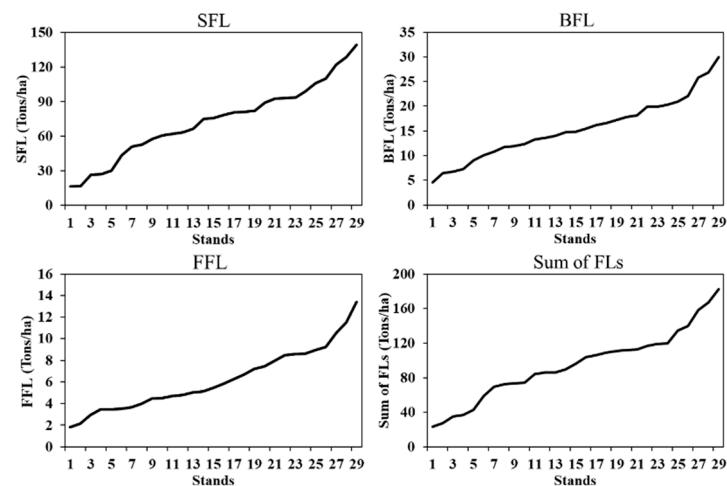 SFL
150
120
90
60
30
0
SFL (Tons/ha)
1 3 5 7 9 11 13 15 17 19 21 23 25 27 29
Stands
BFL
35
30
25
20
15
10
5
0
BFL (Tons/ha)
1 3 5 7 9 11 13 15 17 19 21 23 25 27 29
Stands
FFL
16
14
12
10
8
6
4
2
0
FFL (Tons/ha)
1 3 5 7 9 11 13 15 17 19 21 23 25 27 29
Stands
Sum of FLs
200
160
120
80
40
0
Sum of FLs (Tons/ha)
1 3 5 7 9 11 13 15 17 19 21 23 25 27 29
Stands